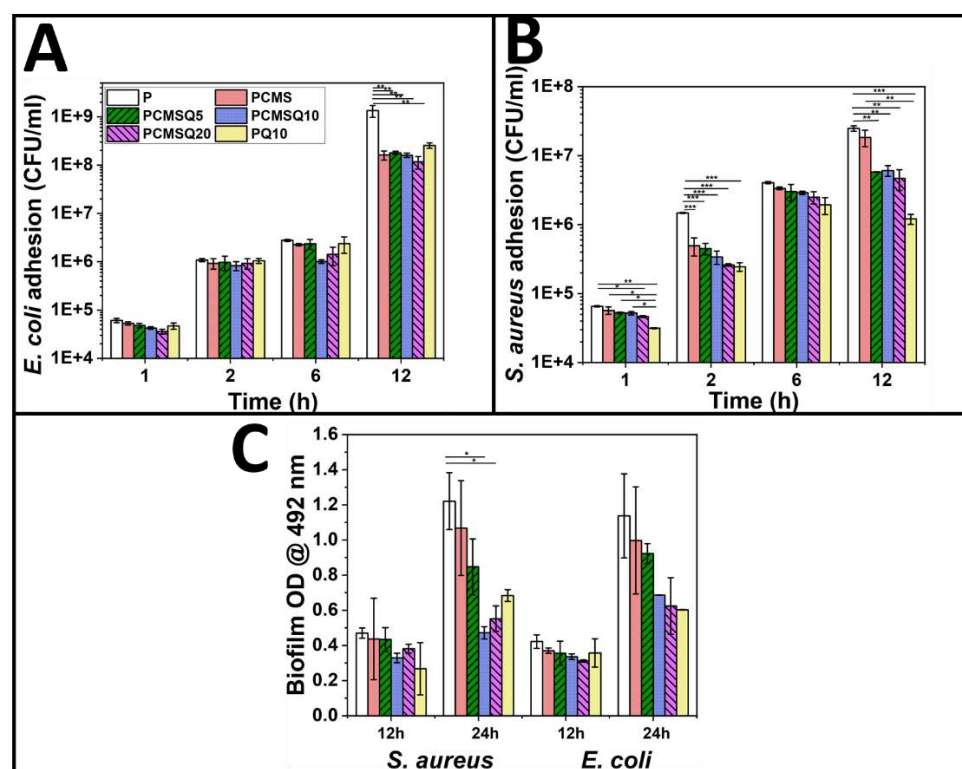 A
E. coli adhesion (CFU/ml)
1E+9
1E+8
1E+6
1E+5
1E+4
P PCMS
PCMSQ5 PCMSQ10
PCMSQ20 PQ10
**
**
**
**
**
1 2 6 12
Time (h)
B
S. aureus adhesion (CFU/ml)
1E+8
1E+7
1E+6
1E+5
1E+4
**
*
*
*
*
***
***
***
***
***
***
**
**
**
**
1 2 6 12
Time (h)
C
Biofilm OD @ 492 nm
1.6
1.4
1.2
1.0
0.8
0.6
0.4
0.2
0.0
*
*
12h 24h 12h 24h
S. aureus E. coli